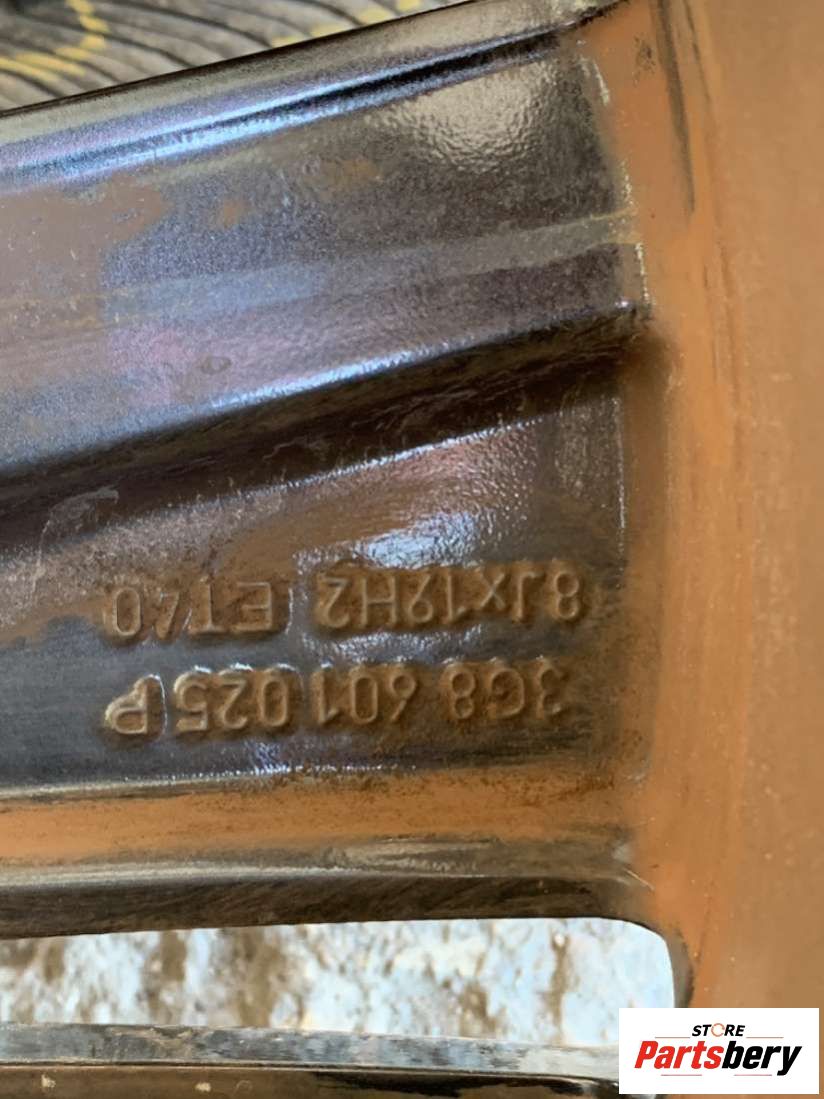 3G8 601 025 P
8Jx19H2 ET40
STORE
Partsbery